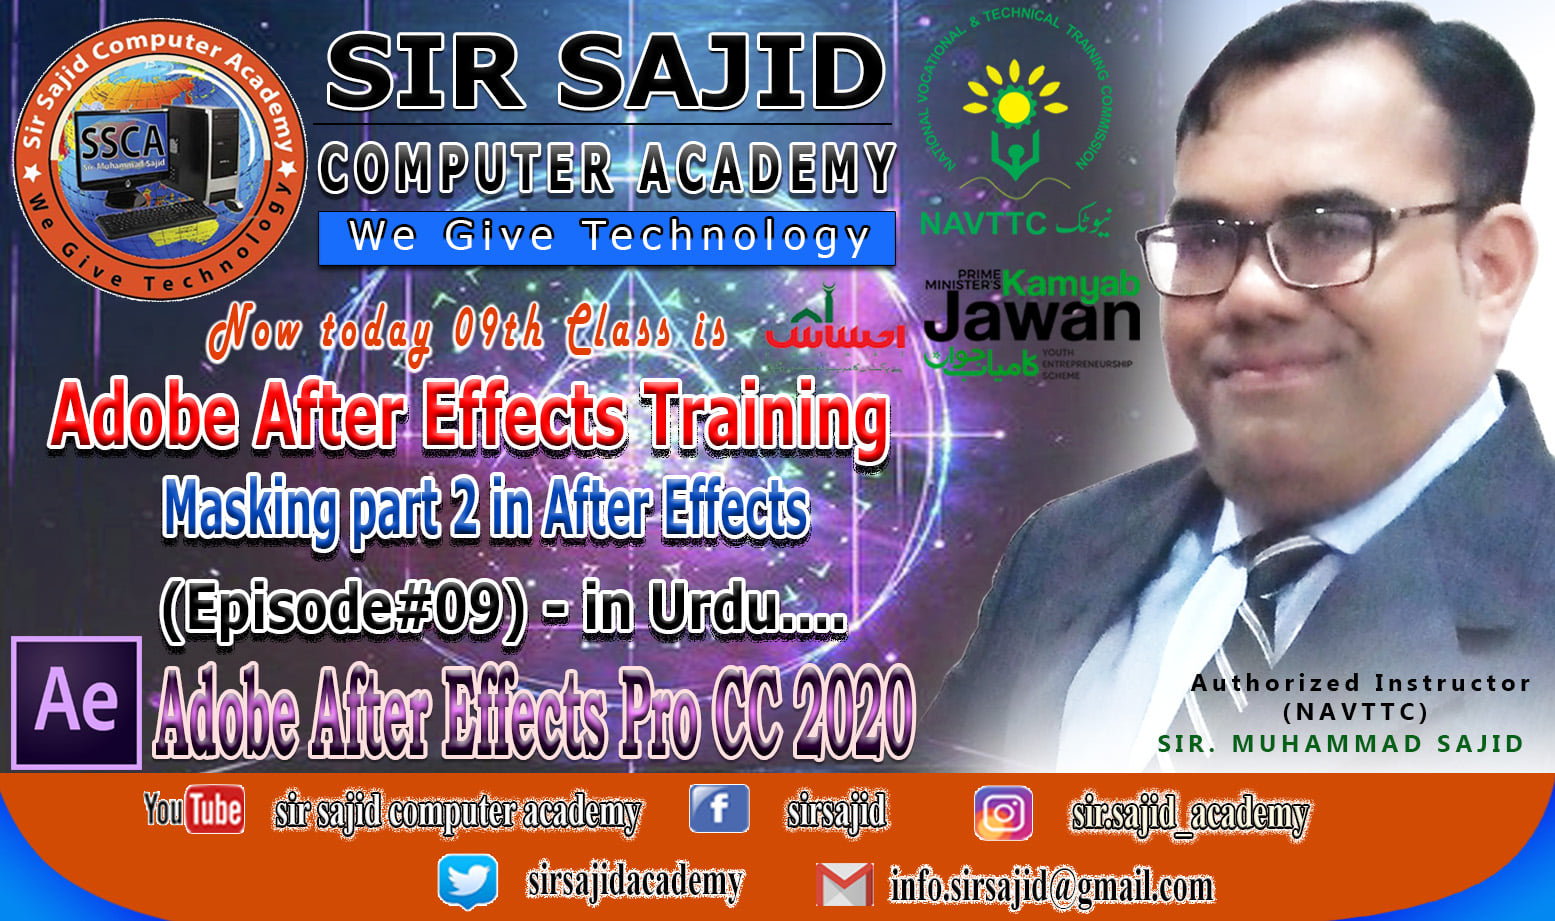 Sir Sajid Computer Academy
SSCA
Sir Muhammad Sajid
We Give Technology
SIR SAJID
COMPUTER ACADEMY
We Give Technology
NATIONAL VOCATIONAL & TECHNICAL TRAINING COMMISSION
NAVTTC نیوٹک
PRIME MINISTER'S Kamyab
Jawan
کامیاب جوان YOUTH ENTREPRENEURSHIP SCHEME
احساس
Now today 09th Class is
Adobe After Effects Training
Masking part 2 in After Effects
(Episode#09) - in Urdu....
Ae
Adobe After Effects Pro CC 2020
Authorized Instructor
(NAVTTC)
SIR. MUHAMMAD SAJID
YouTube sir sajid computer academy
f sirsajid
sir.sajid_academy
sirsajidacademy
info.sirsajid@gmail.com